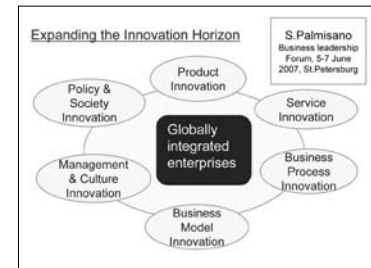 Expanding the Innovation Horizon
S.Palmisano
Business leadership
Forum, 5-7 June
2007, St.Petersburg
Product
Innovation
Policy &
Society
Innovation
Service
Innovation
Globally
integrated
enterprises
Management
& Culture
Innovation
Business
Process
Innovation
Business
Model
Innovation